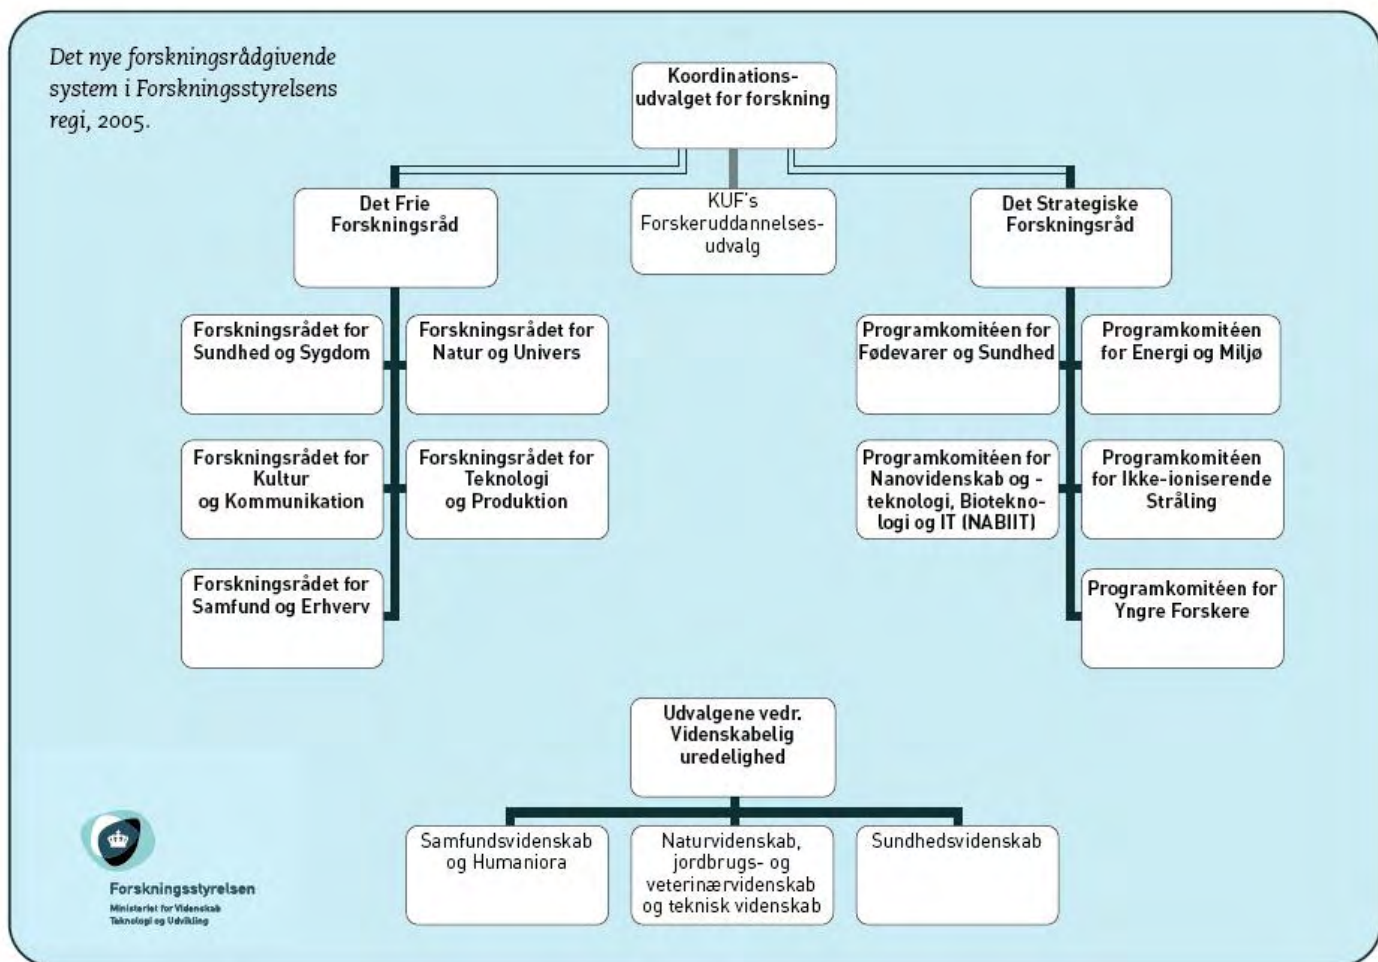 Det nye forskningsrådgivende
system i Forskningsstyrelsens
regi, 2005.
Koordinations-
udvalget for forskning
Det Frie
Forskningsråd
KUF's
Forskeruddannelses-
udvalg
Det Strategiske
Forskningsråd
Forskningsrådet for
Sundhed og Sygdom
Forskningsrådet for
Natur og Univers
Forskningsrådet for
Kultur
og Kommunikation
Forskningsrådet for
Teknologi
og Produktion
Forskningsrådet for
Samfund og Erhverv
Programkomitéen for
Fødevarer og Sundhed
Programkomitéen
for Energi og Miljø
Programkomitéen for
Nanovidenskab og -
teknologi, Biotekno-
logi og IT (NABIIT)
Programkomitéen
for Ikke-ioniserende
Stråling
Programkomitéen for
Yngre Forskere
Udvalgene vedr.
Videnskabelig
uredelighed
Samfundsvidenskab
og Humaniora
Naturvidenskab,
jordbrugs- og
veterinærvidenskab
og teknisk videnskab
Sundhedsvidenskab
Forskningsstyrelsen
Ministeriet for Videnskab
Teknologi og Udvikling